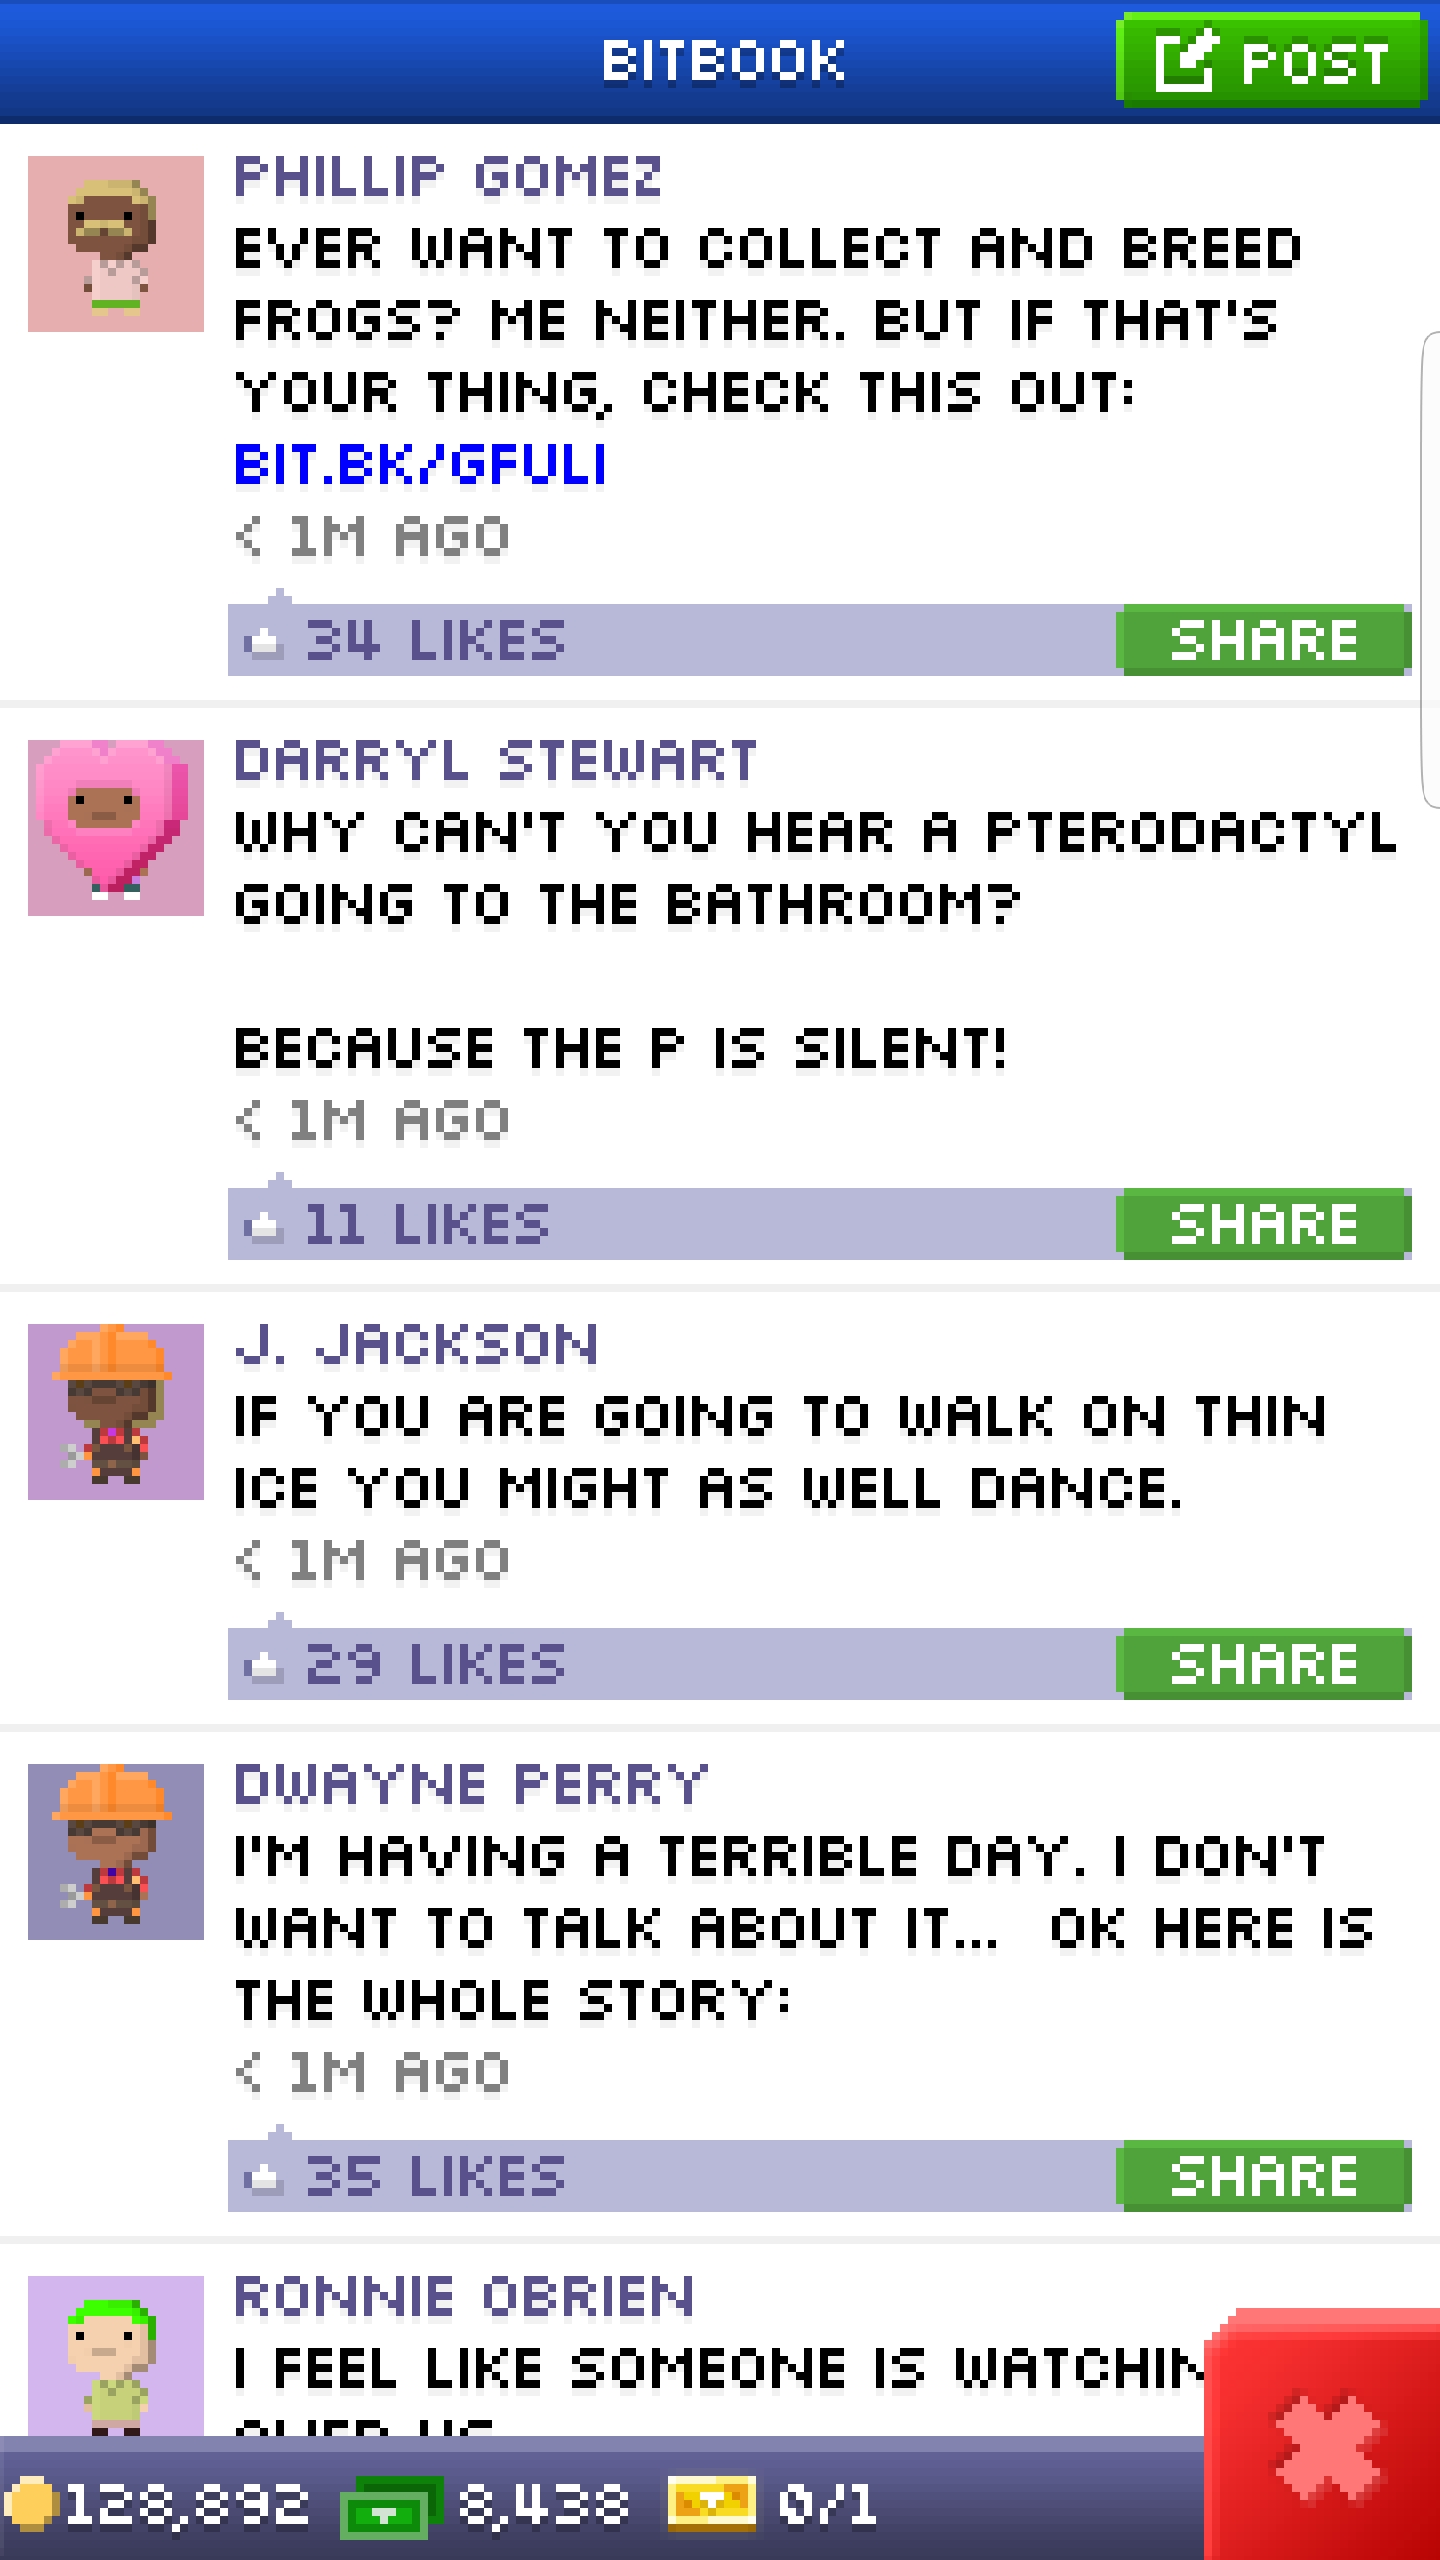 BITBOOK
POST
PHILLIP GOMEZ
EVER WANT TO COLLECT AND BREED
FROGS? ME NEITHER. BUT IF THAT'S
YOUR THING, CHECK THIS OUT:
BIT.BK/GFULI
< 1M AGO
34 LIKES
SHARE
DARRYL STEWART
WHY CAN'T YOU HEAR A PTERODACTYL
GOING TO THE BATHROOM?
BECAUSE THE P IS SILENT!
< 1M AGO
11 LIKES
SHARE
J. JACKSON
IF YOU ARE GOING TO WALK ON THIN
ICE YOU MIGHT AS WELL DANCE.
< 1M AGO
29 LIKES
SHARE
DWAYNE PERRY
I'M HAVING A TERRIBLE DAY. I DON'T
WANT TO TALK ABOUT IT... OK HERE IS
THE WHOLE STORY:
< 1M AGO
35 LIKES
SHARE
RONNIE OBRIEN
I FEEL LIKE SOMEONE IS
128,892
8,438
0/1